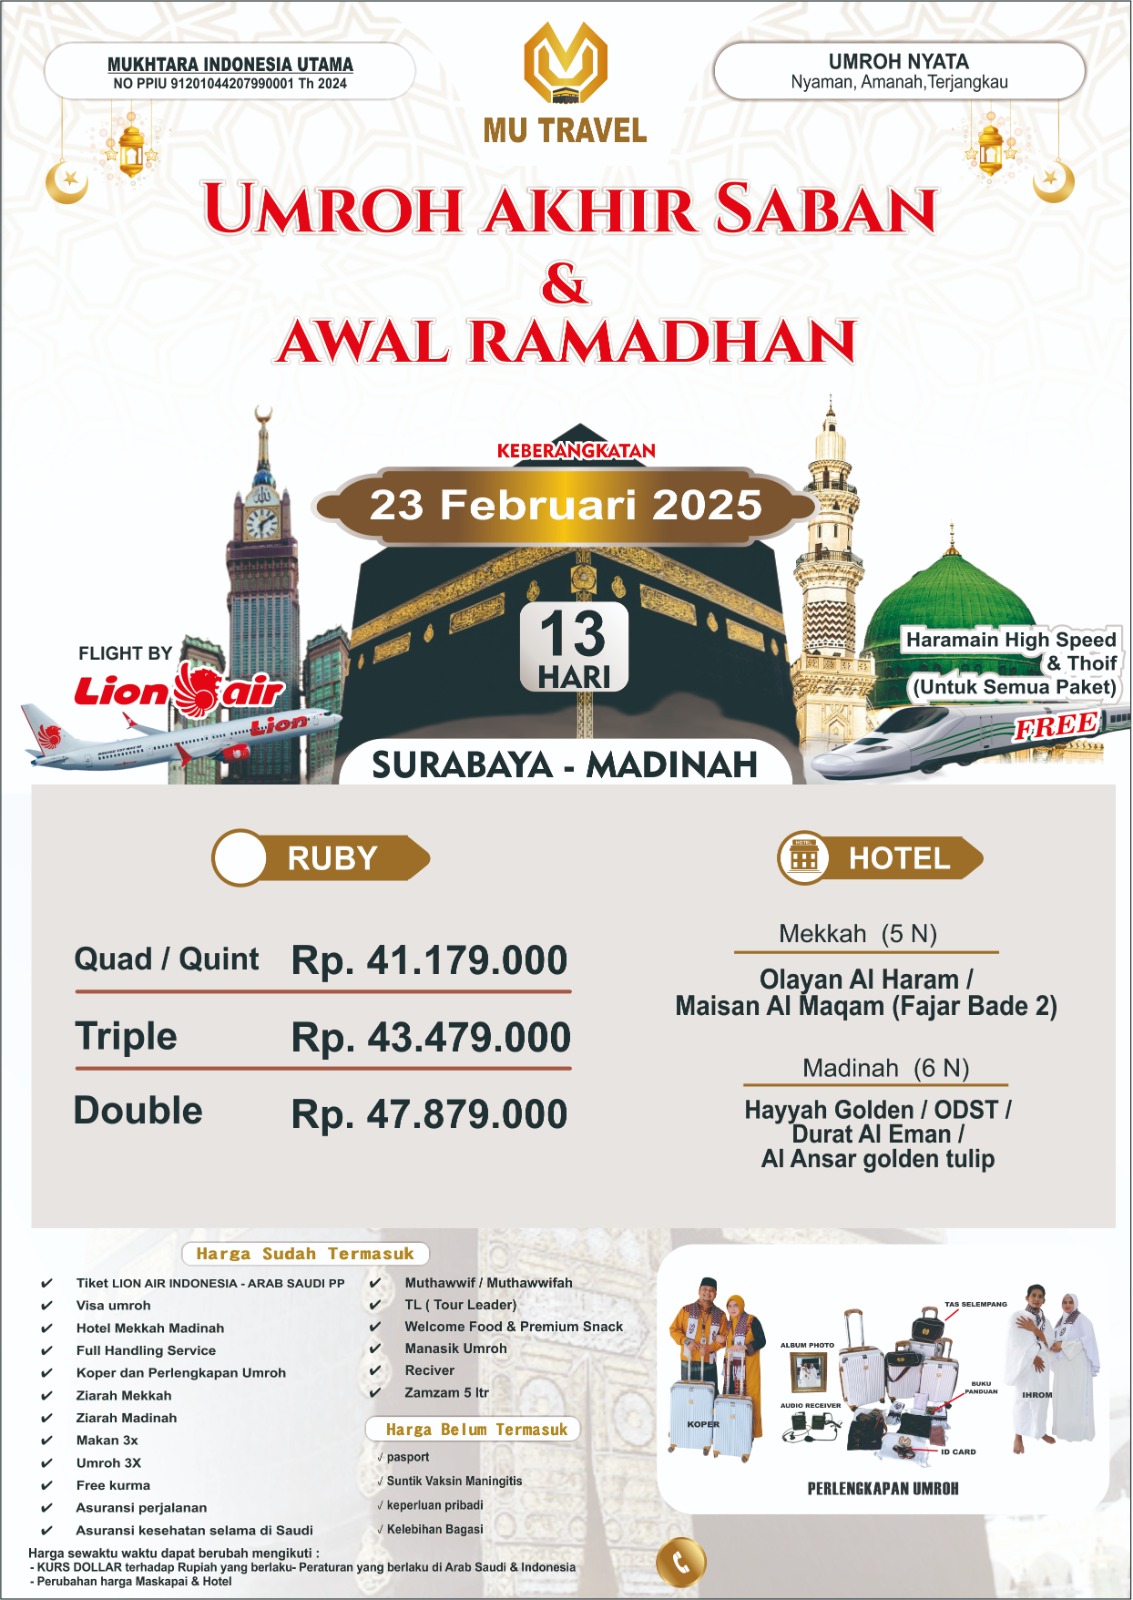 MUKHTARA INDONESIA UTAMA
NO PPIU 91201044207990001 Th 2024
MU TRAVEL
UMROH NYATA
Nyaman, Amanah,Terjangkau
UMROH AKHIR SABAN
&
AWAL RAMADHAN
KEBERANGKATAN
23 Februari 2025
13
HARI
FLIGHT BY
Lion air
Lion
Haramain High Speed
& Thoif
(Untuk Semua Paket)
FREE
SURABAYA - MADINAH
RUBY
Quad / Quint Rp. 41.179.000
Triple Rp. 43.479.000
Double Rp. 47.879.000
HOTEL
HOTEL
Mekkah (5 N)
Olayan Al Haram /
Maisan Al Maqam (Fajar Bade 2)
Madinah (6 N)
Hayyah Golden / ODST /
Durat Al Eman /
Al Ansar golden tulip
Harga Sudah Termasuk
✔ Tiket LION AIR INDONESIA - ARAB SAUDI PP
✔ Visa umroh
✔ Hotel Mekkah Madinah
✔ Full Handling Service
✔ Koper dan Perlengkapan Umroh
✔ Ziarah Mekkah
✔ Ziarah Madinah
✔ Makan 3x
✔ Umroh 3X
✔ Free kurma
✔ Asuransi perjalanan
✔ Asuransi kesehatan selama di Saudi
✔ Muthawwif / Muthawwifah
✔ TL ( Tour Leader)
✔ Welcome Food & Premium Snack
✔ Manasik Umroh
✔ Reciver
✔ Zamzam 5 ltr
Harga Belum Termasuk
√ pasport
√ Suntik Vaksin Maningitis
√ keperluan pribadi
√ Kelebihan Bagasi
Harga sewaktu waktu dapat berubah mengikuti :
- KURS DOLLAR terhadap Rupiah yang berlaku- Peraturan yang berlaku di Arab Saudi & Indonesia
- Perubahan harga Maskapai & Hotel
TAS SELEMPANG
ALBUM PHOTO
BUKU
PANDUAN
AUDIO RECEIVER
KOPER
IHROM
ID CARD
PERLENGKAPAN UMROH